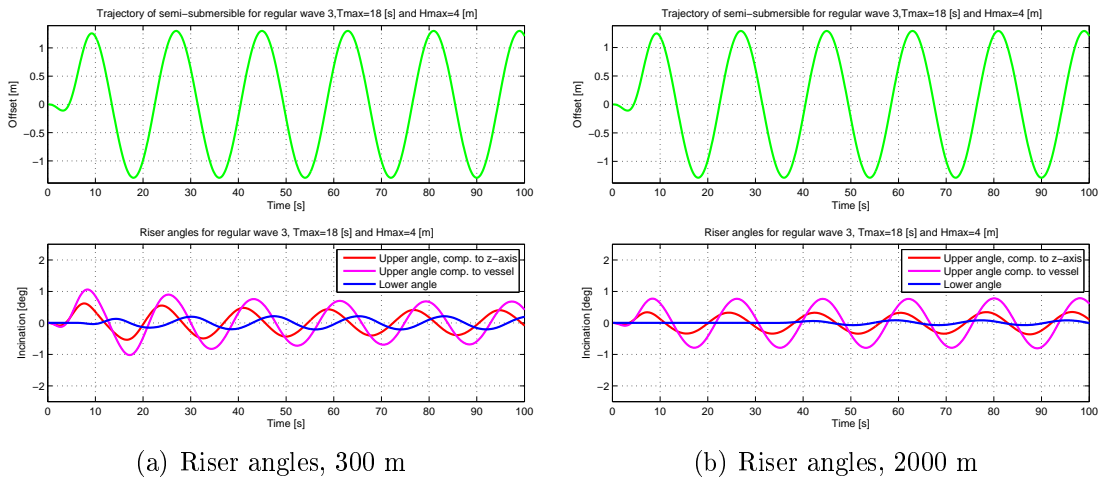 Trajectory of semi−submersible for regular wave 3,Tmax=18 [s] and Hmax=4 [m]
1
0.5
0
−0.5
−1
Offset [m]
0 10 20 30 40 50 60 70 80 90 100
Time [s]
Riser angles for regular wave 3, Tmax=18 [s] and Hmax=4 [m]
2
1
0
−1
−2
Inclination [deg]
Upper angle, comp. to z−axis
Upper angle comp. to vessel
Lower angle
0 10 20 30 40 50 60 70 80 90 100
Time [s]
(a) Riser angles, 300 m
Trajectory of semi−submersible for regular wave 3,Tmax=18 [s] and Hmax=4 [m]
1
0.5
0
−0.5
−1
Offset [m]
0 10 20 30 40 50 60 70 80 90 100
Time [s]
Riser angles for regular wave 3, Tmax=18 [s] and Hmax=4 [m]
2
1
0
−1
−2
Inclination [deg]
Upper angle, comp. to z−axis
Upper angle comp. to vessel
Lower angle
0 10 20 30 40 50 60 70 80 90 100
Time [s]
(b) Riser angles, 2000 m